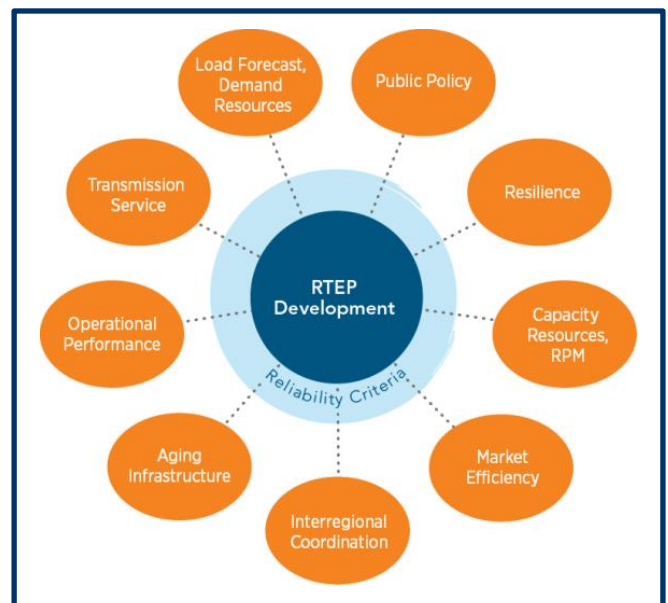 Load Forecast,
Demand
Resources
Public Policy
Transmission
Service
Resilience
RTEP
Development
Operational
Performance
Capacity
Resources,
RPM
Reliability Criteria
Aging
Infrastructure
Market
Efficiency
Interregional
Coordination